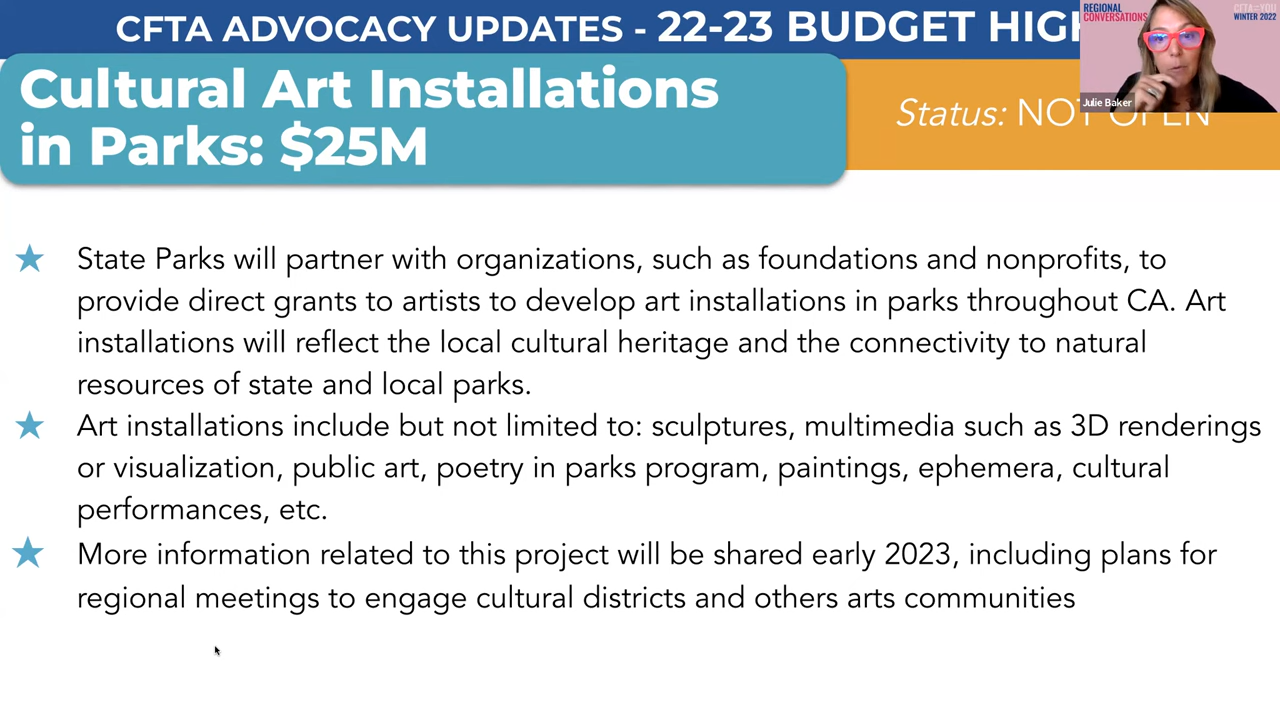 CFTA ADVOCACY UPDATES - 22-23 BUDGET
REGIONAL
CONVERSATIONS
CFTA+YOU
WINTER 2022
Julie Baker
Cultural Art Installations
in Parks: $25M
Status: NOT OPEN
★ State Parks will partner with organizations, such as foundations and nonprofits, to
provide direct grants to artists to develop art installations in parks throughout CA. Art
installations will reflect the local cultural heritage and the connectivity to natural
resources of state and local parks.
★ Art installations include but not limited to: sculptures, multimedia such as 3D renderings
or visualization, public art, poetry in parks program, paintings, ephemera, cultural
performances, etc.
★ More information related to this project will be shared early 2023, including plans for
regional meetings to engage cultural districts and others arts communities